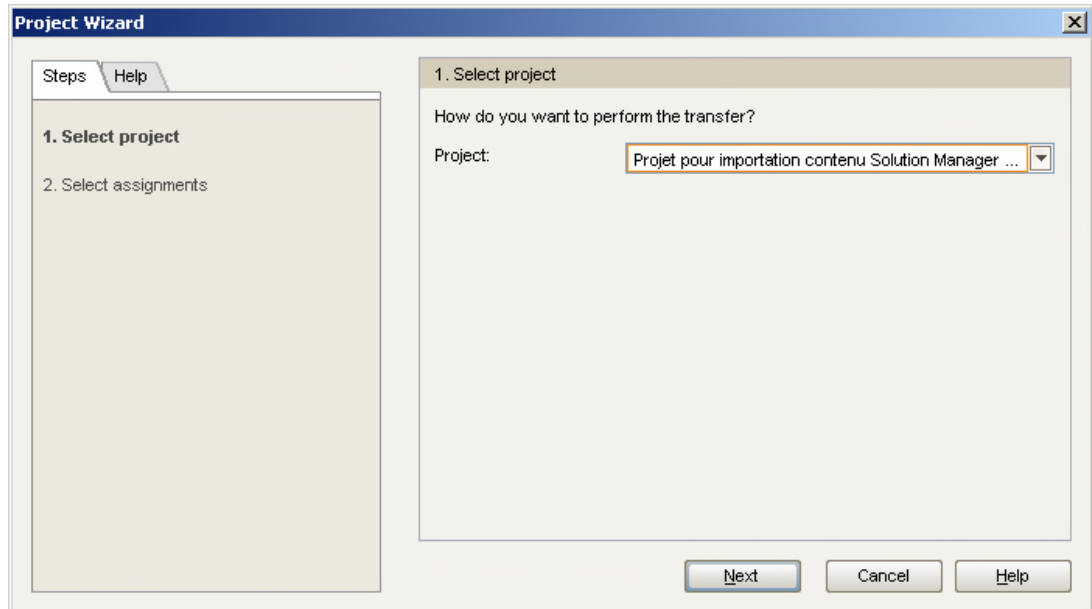 Project Wizard
Steps
Help
1. Select project
2. Select assignments
1. Select project
How do you want to perform the transfer?
Project:
Projet pour importation contenu Solution Manager ...
Next
Cancel
Help